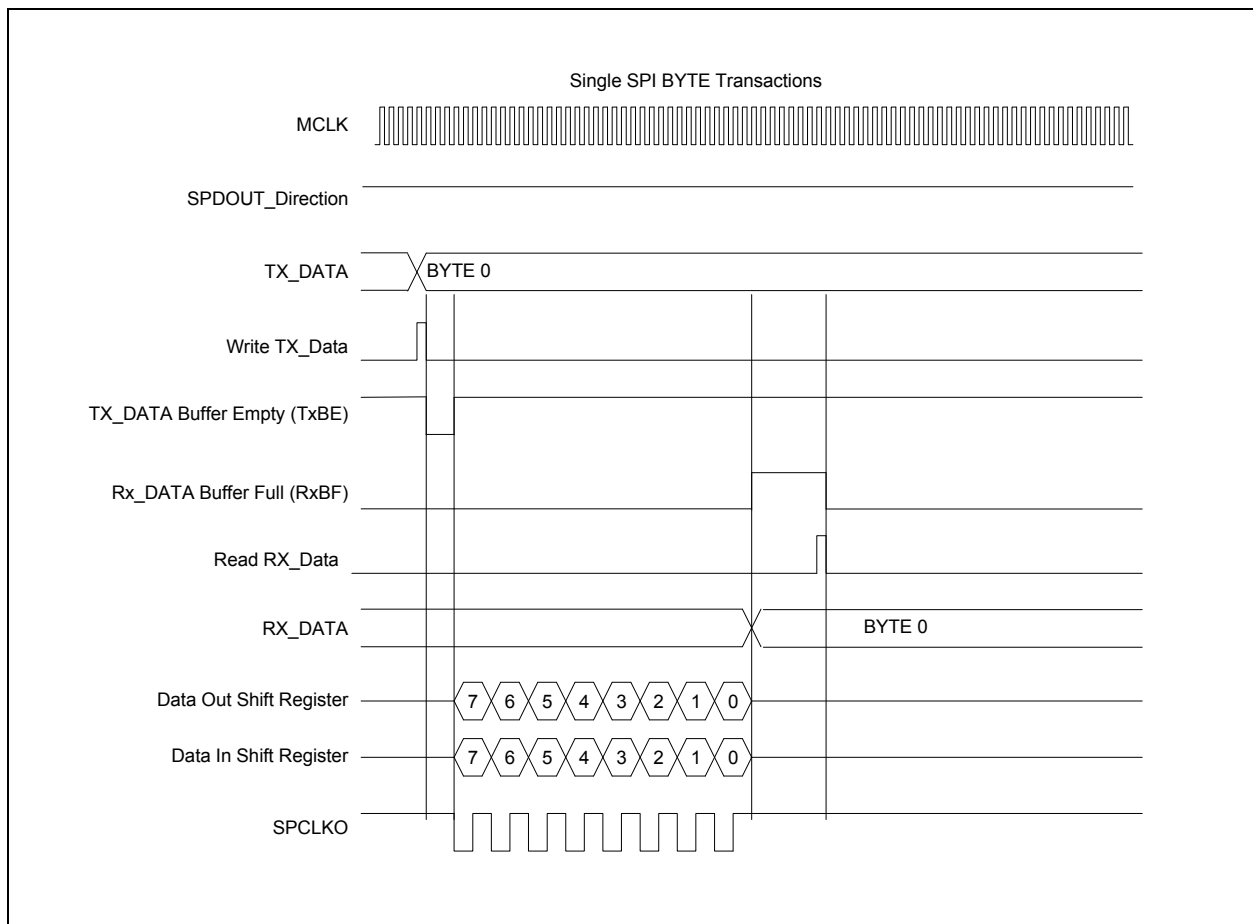 Single SPI BYTE Transactions
MCLK
SPDOUT_Direction
TX_DATA
BYTE 0
Write TX_Data
TX_DATA Buffer Empty (TxBE)
Rx_DATA Buffer Full (RxBF)
Read RX_Data
RX_DATA
BYTE 0
Data Out Shift Register
7 6 5 4 3 2 1 0
Data In Shift Register
7 6 5 4 3 2 1 0
SPCLKO